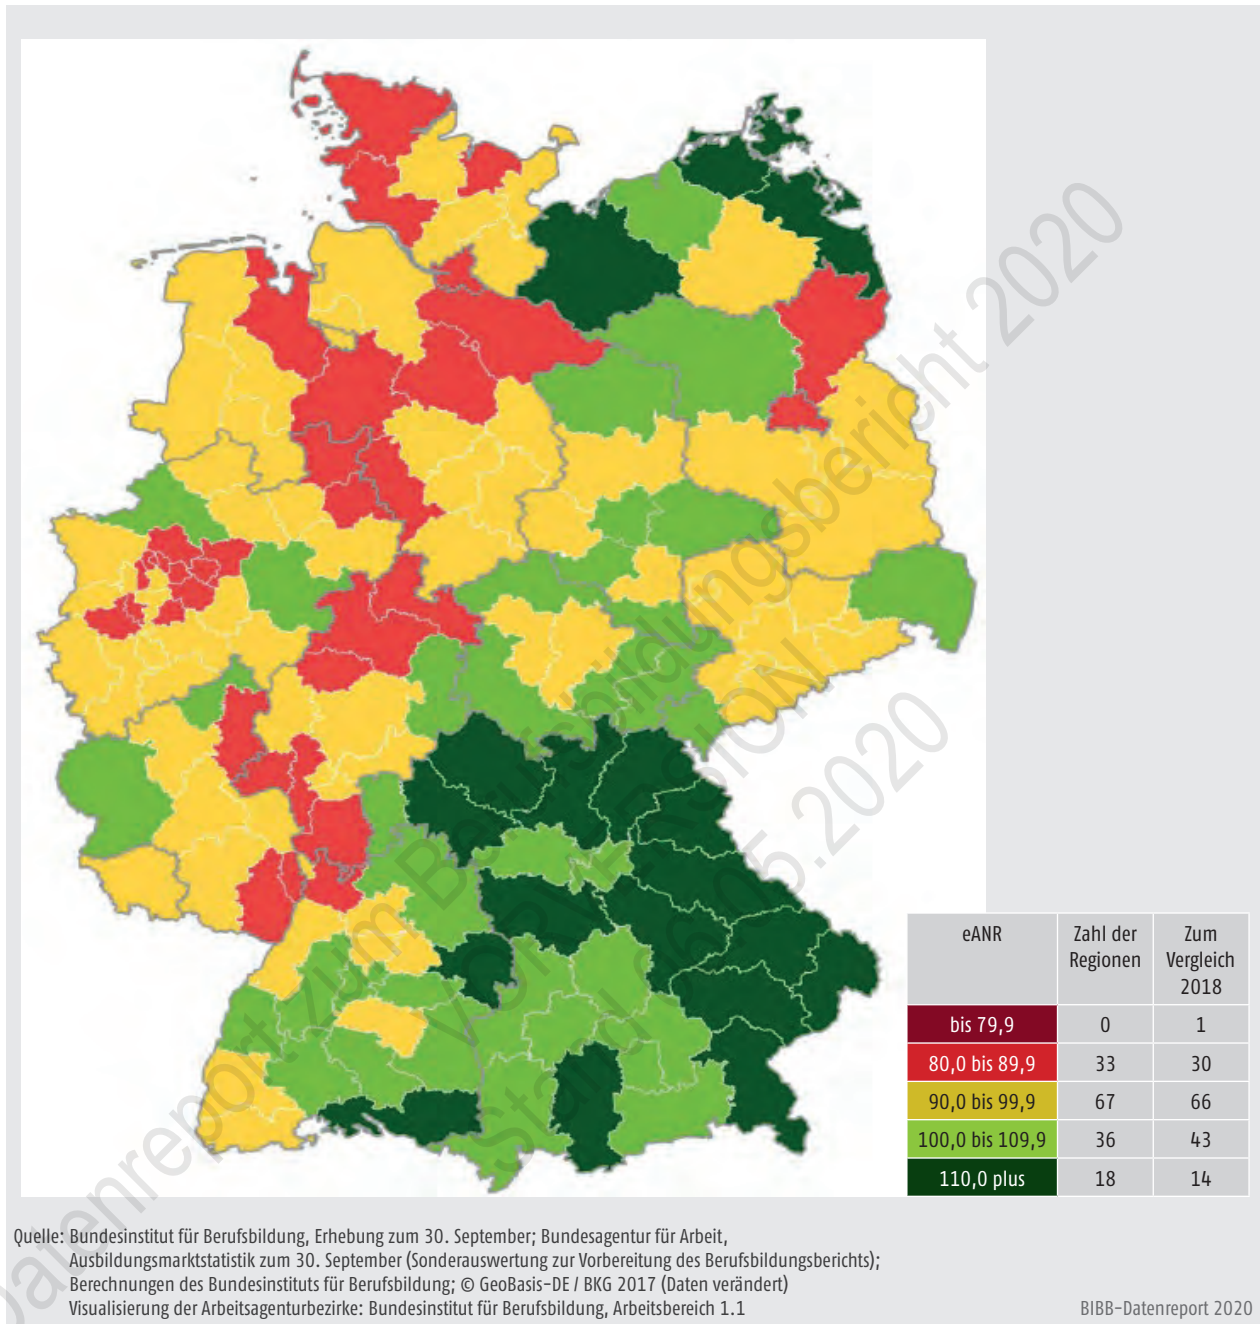 eANR
Zahl der
Regionen
Zum
Vergleich
2018
bis 79,9 0 1
80,0 bis 89,9 33 30
90,0 bis 99,9 67 66
100,0 bis 109,9 36 43
110,0 plus 18 14
Datenreport zum Berufsbildungsbericht 2020
VORVERSION
Stand 06.05.2020
Quelle: Bundesinstitut für Berufsbildung, Erhebung zum 30. September; Bundesagentur für Arbeit,
Ausbildungsmarktstatistik zum 30. September (Sonderauswertung zur Vorbereitung des Berufsbildungsberichts);
Berechnungen des Bundesinstituts für Berufsbildung; © GeoBasis-DE / BKG 2017 (Daten verändert)
Visualisierung der Arbeitsagenturbezirke: Bundesinstitut für Berufsbildung, Arbeitsbereich 1.1
BIBB-Datenreport 2020